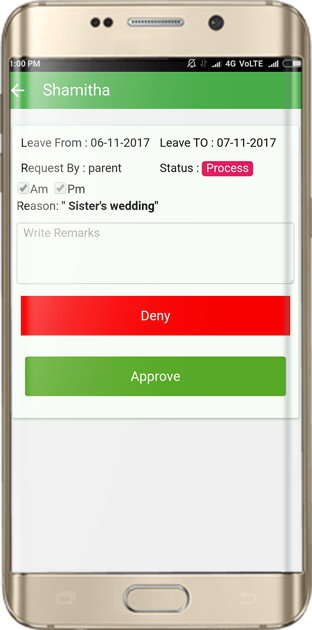 1:00 PM 4G VoLTE
Shamitha
Leave From : 06-11-2017 Leave TO : 07-11-2017
Request By : parent Status : Process
Am Pm
Reason: " Sister's wedding"
Write Remarks
Deny
Approve